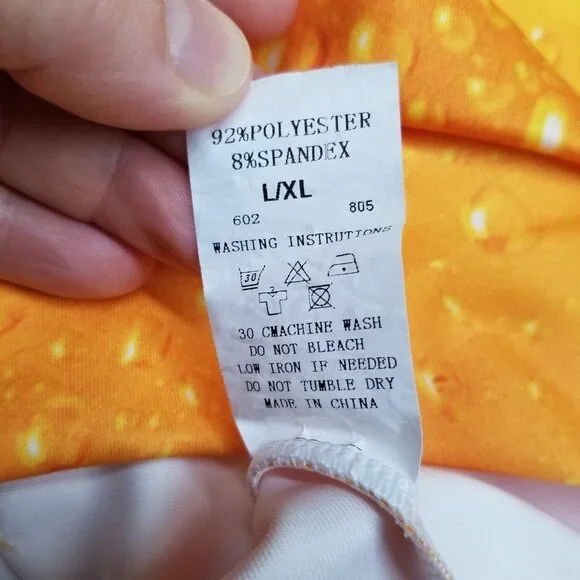 92%POLYESTER
8%SPANDEX
L/XL
602 805
WASHING INSTRUTIONS
30
2
30 CMACHINE WASH
DO NOT BLEACH
LOW IRON IF NEEDED
DO NOT TUMBLE DRY
MADE IN CHINA